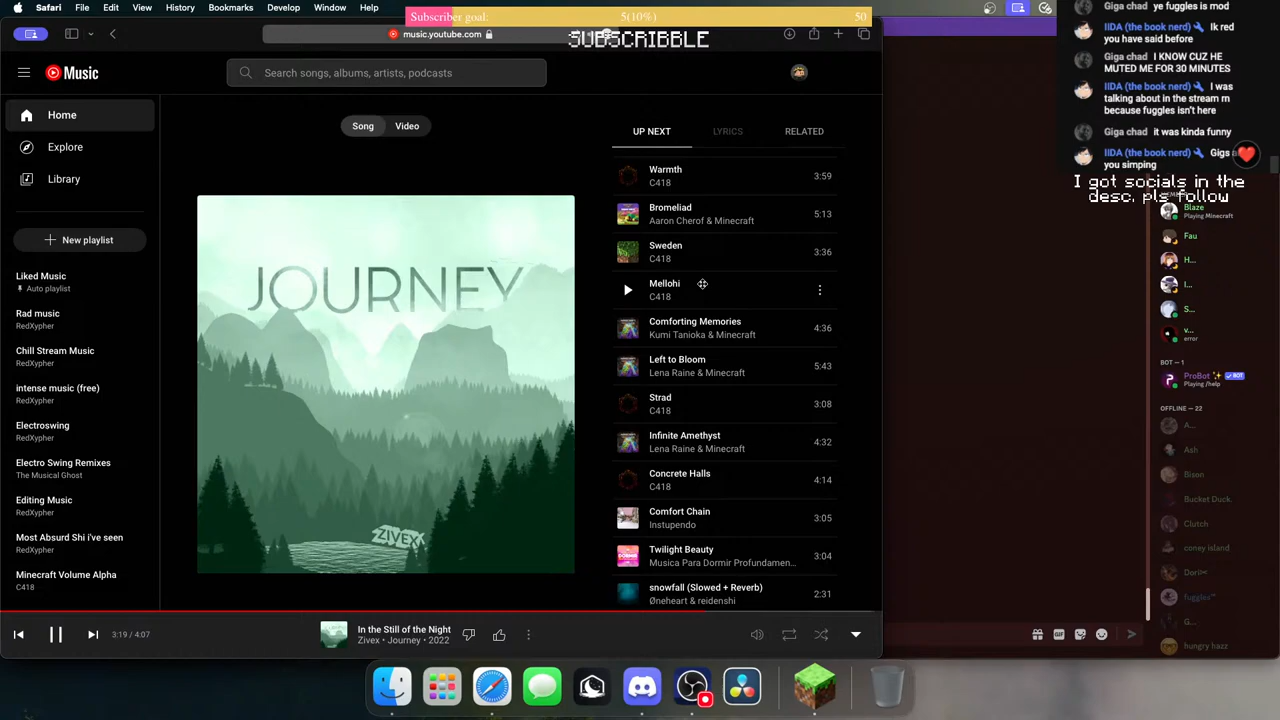 Safari File Edit View History Bookmarks Window Help
Subscriber goal: 5(10%) 50
music.youtube.com
SUBSCRIBBLE
Music
Search songs, albums, artists, podcasts
Home
Explore
Library
New playlist
Liked Music
Auto playlist
Rad music
RedXypher
Chill Stream Music
RedXypher
intense music (free)
RedXypher
Electroswing
RedXypher
Electro Swing Remixes
The Musical Ghost
Editing Music
RedXypher
Most Absurd Shi i've seen
RedXypher
Minecraft Volume Alpha
C418
Song Video
JOURNEY
ZIVEXX
UP NEXT LYRICS RELATED
Warmth
C418
3:59
Bromeliad
Aaron Cherof & Minecraft
5:13
Sweden
C418
3:36
Mellohi
C418
Comforting Memories
Kumi Tanioka & Minecraft
4:36
Left to Bloom
Lena Raine & Minecraft
5:43
Strad
C418
3:08
Infinite Amethyst
Lena Raine & Minecraft
4:32
Concrete Halls
C418
4:14
Comfort Chain
Instupendo
3:05
Twilight Beauty
Musica Para Dormir Profundamen...
3:04
snowfall (Slowed + Reverb)
Øneheart & reidenshi
2:31
3:19 / 4:07
In the Still of the Night
Zivex • Journey • 2022
Giga chad ye fuggles is mod
IIDA (the book nerd) Ik red
you have said before
Giga chad I KNOW CUZ HE
MUTED ME FOR 30 MINUTES
IIDA (the book nerd) I was
talking about in the stream m
because fuggles isn't here
Giga chad it was kinda funny
IIDA (the book nerd) Gigs a
you simping
I got socials in the
desc. pls follow
Blaze
Playing Minecraft
Fau
H...
I...
S...
v...
error
BOT — 1
ProBot BOT
Playing /help
OFFLINE — 22
A...
Ash
Bison
Bucket Duck.
Clutch
coney island
Dori
fuggles
G...
hungry hazz
GIF